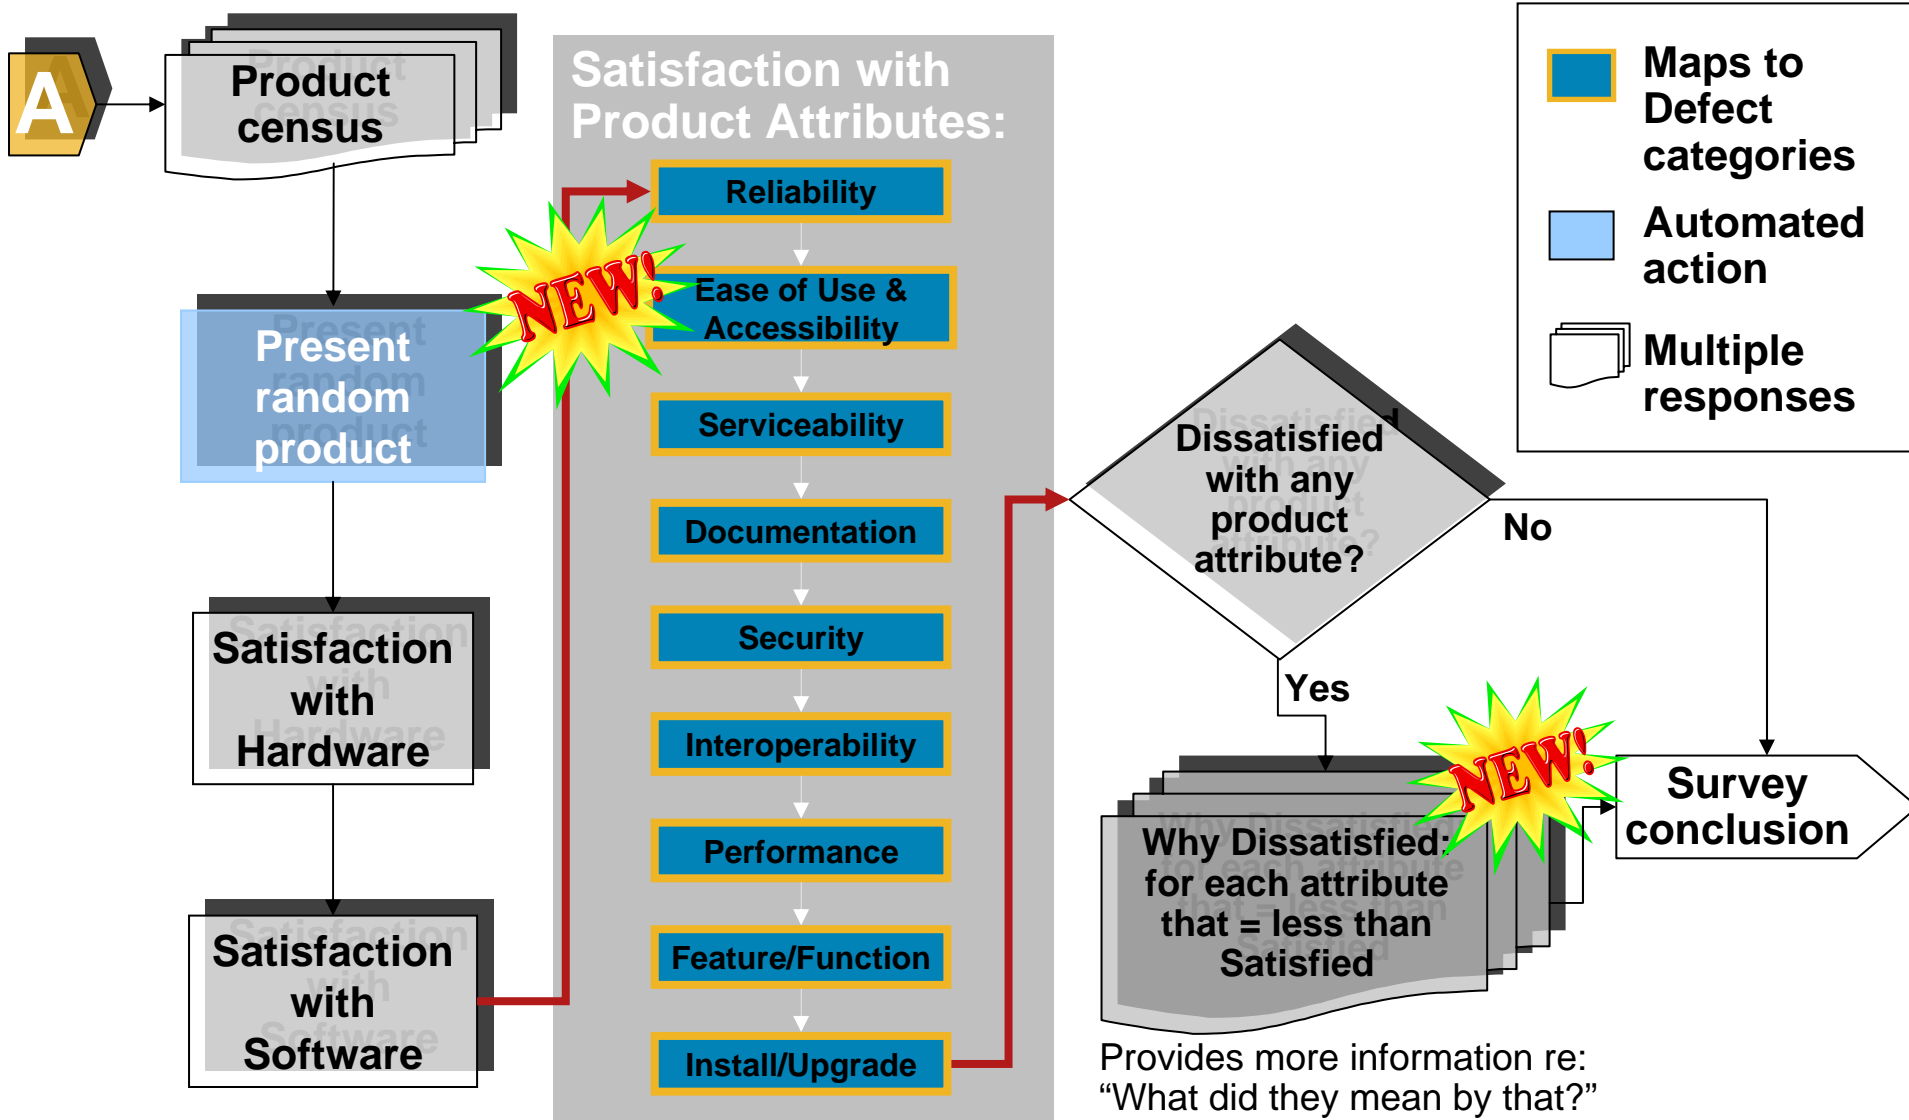 A
Product
census
Present
random
product
Satisfaction
with
Hardware
Satisfaction
with
Software
Satisfaction with
Product Attributes:
NEW!
Reliability
Ease of Use &
Accessibility
Serviceability
Documentation
Security
Interoperability
Performance
Feature/Function
Install/Upgrade
Dissatisfied
with any
product
attribute?
No
Yes
NEW!
Why Dissatisfied:
for each attribute
that = less than
Satisfied
Survey
conclusion
Provides more information re:
“What did they mean by that?”
Maps to
Defect
categories
Automated
action
Multiple
responses